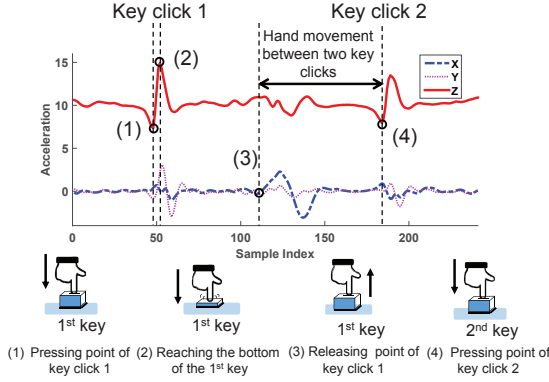 Key click 1
Key click 2
(2)
Hand movement
between two key
clicks
X
Y
Z
(1)
(3)
(4)
Acceleration
15
10
5
0
0
50
100
150
200
Sample Index
1st key
1st key
1st key
2nd key
(1) Pressing point of
key click 1
(2) Reaching the bottom
of the 1st key
(3) Releasing point of
key click 1
(4) Pressing point of
key click 2